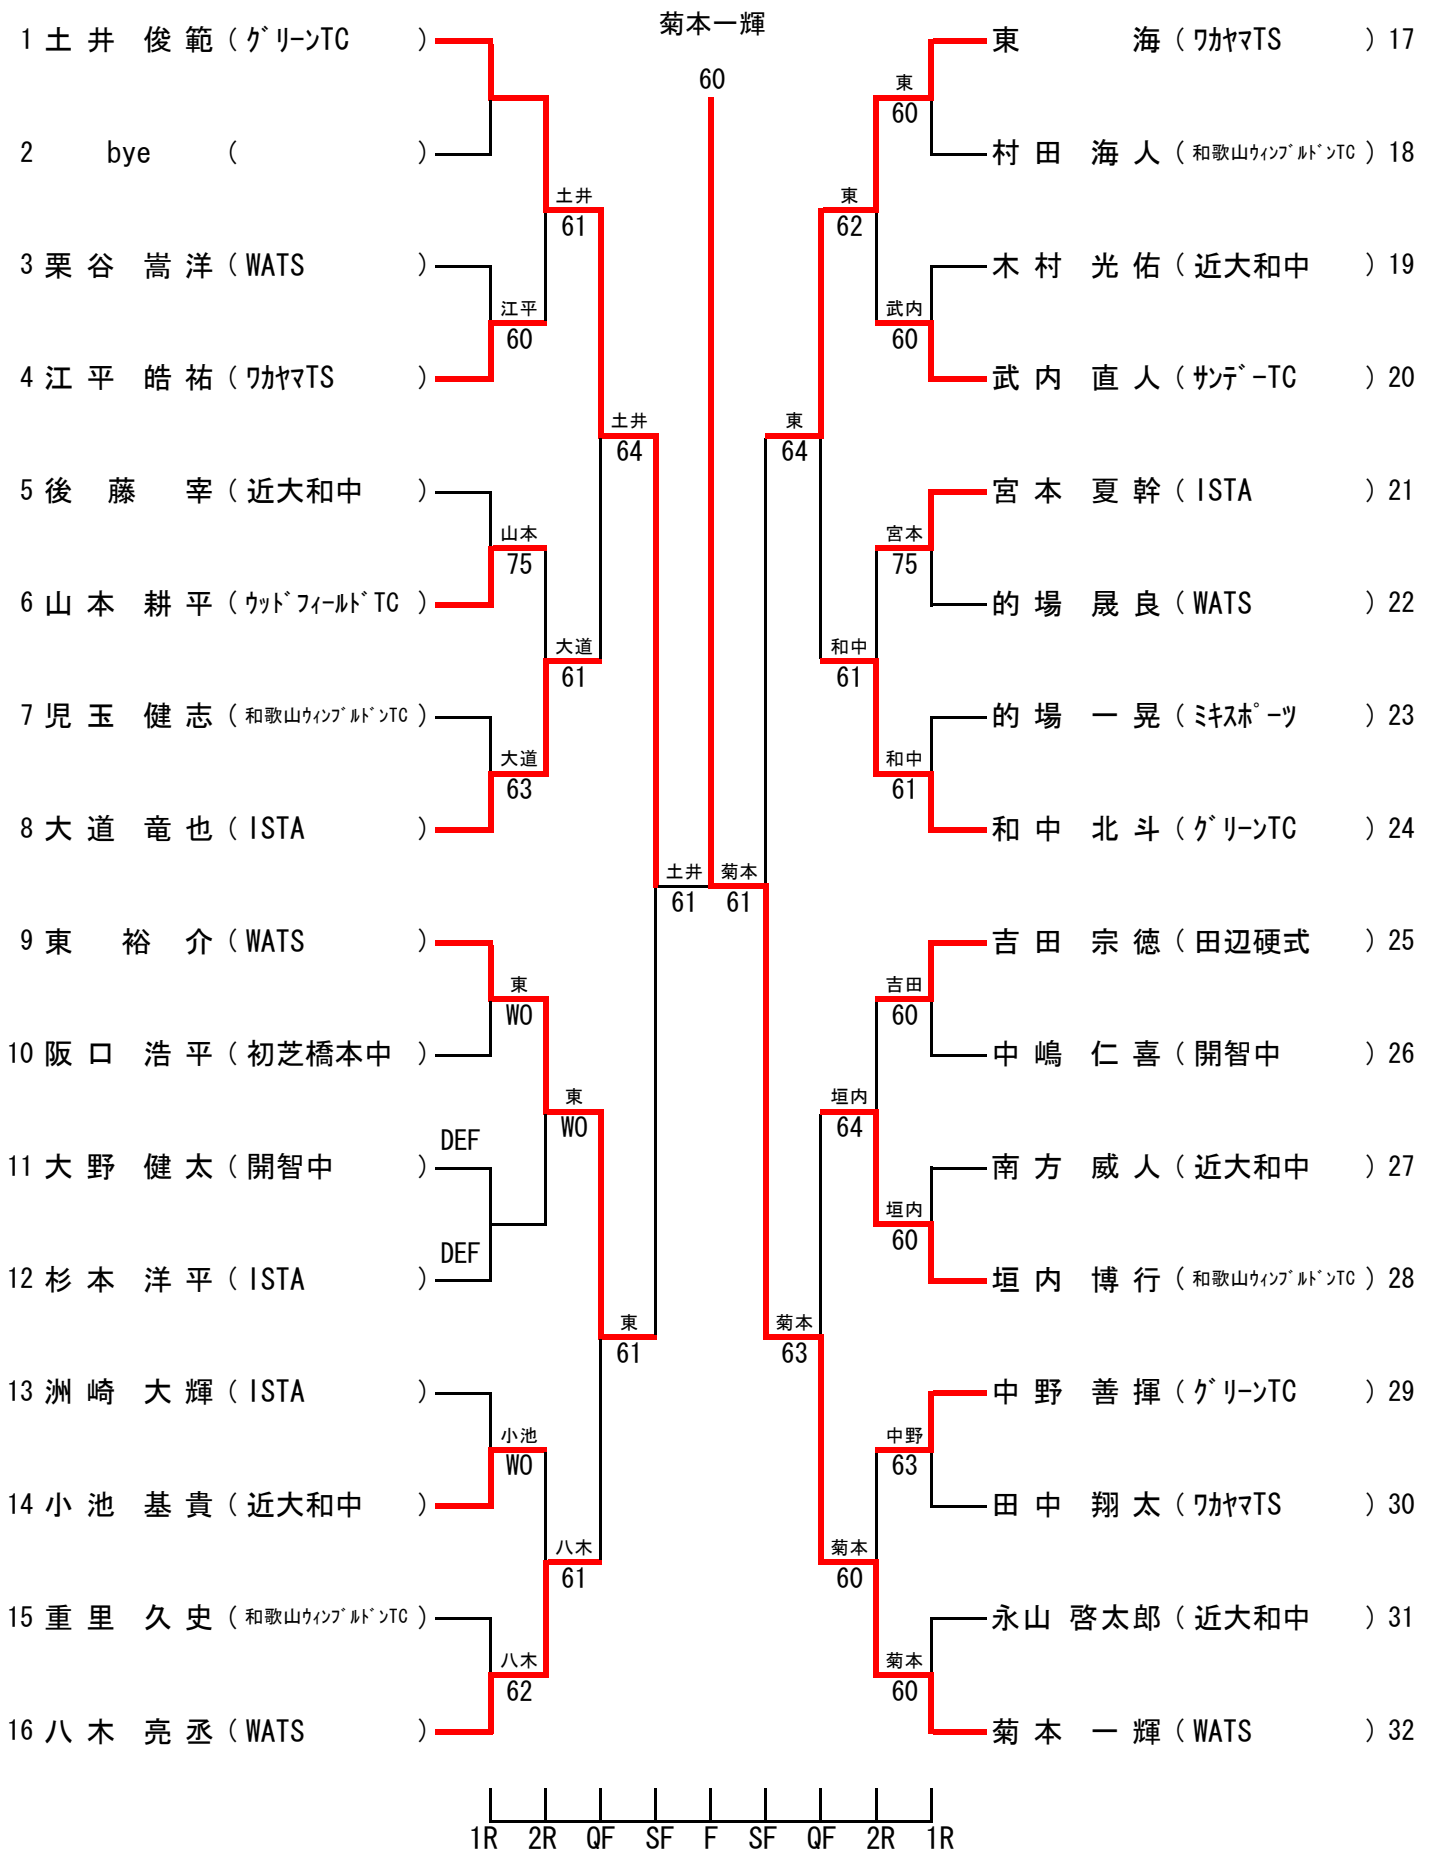 菊本一輝
60
1 土井 俊範 (グリーンTC)
2 bye ( )
土井
61
3 栗谷 嵩洋 (WATS)
江平
60
4 江平 皓祐 (ワカヤマTS)
土井
64
5 後藤 宰 (近大和中)
山本
75
6 山本 耕平 (ウッドフィールドTC)
大道
61
7 児玉 健志 (和歌山ウィンブルドンTC)
大道
63
8 大道 竜也 (ISTA)
土井
61
9 東 裕介 (WATS)
東
WO
10 阪口 浩平 (初芝橋本中)
東
WO
DEF
11 大野 健太 (開智中)
DEF
12 杉本 洋平 (ISTA)
東
61
13 洲崎 大輝 (ISTA)
小池
WO
14 小池 基貴 (近大和中)
八木
61
15 重里 久史 (和歌山ウィンブルドンTC)
八木
62
16 八木 亮丞 (WATS)
東 海 (ワカヤマTS) 17
東
60
村田 海人 (和歌山ウィンブルドンTC) 18
東
62
木村 光佑 (近大和中) 19
武内
60
武内 直人 (サンデーTC) 20
東
64
宮本 夏幹 (ISTA) 21
宮本
75
的場 晟良 (WATS) 22
和中
61
的場 一晃 (ミキスポーツ) 23
和中
61
和中 北斗 (グリーンTC) 24
菊本
61
吉田 宗徳 (田辺硬式) 25
吉田
60
中嶋 仁喜 (開智中) 26
垣内
64
南方 威人 (近大和中) 27
垣内
60
垣内 博行 (和歌山ウィンブルドンTC) 28
菊本
63
中野 善揮 (グリーンTC) 29
中野
63
田中 翔太 (ワカヤマTS) 30
菊本
60
永山 啓太郎 (近大和中) 31
菊本
60
菊本 一輝 (WATS) 32
1R 2R QF SF F SF QF 2R 1R